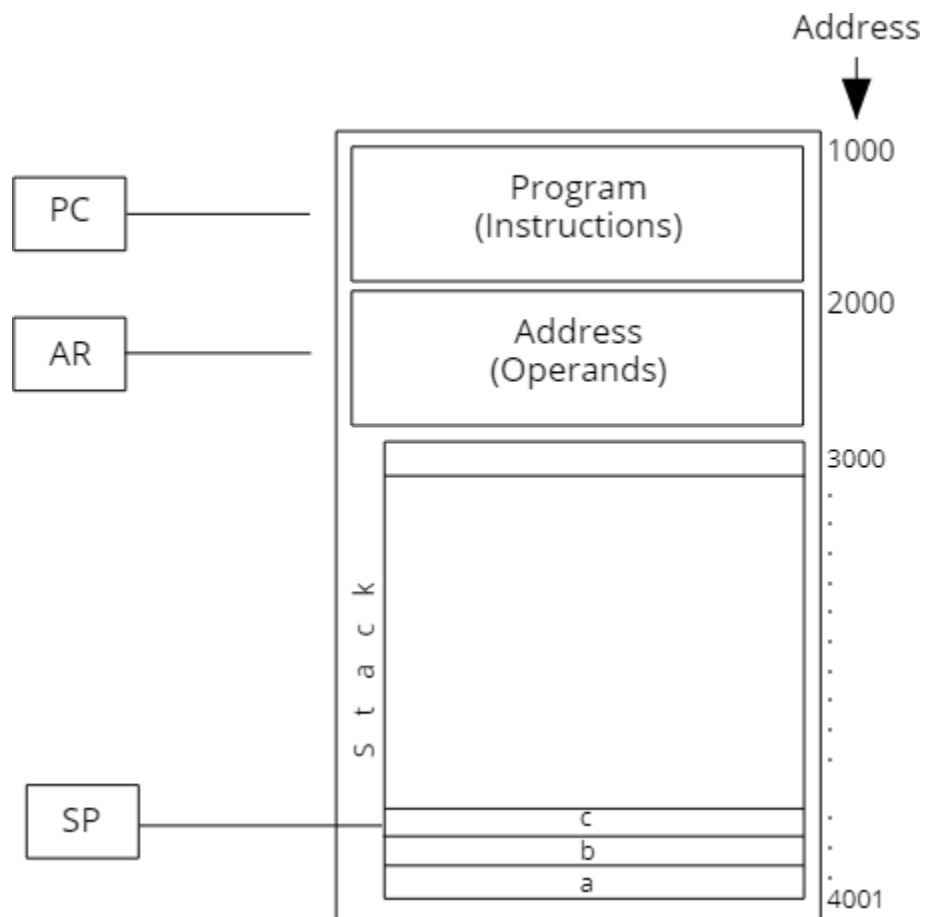 Address
1000
PC
Program
(Instructions)
2000
AR
Address
(Operands)
3000
Stack
SP
c
b
a
4001